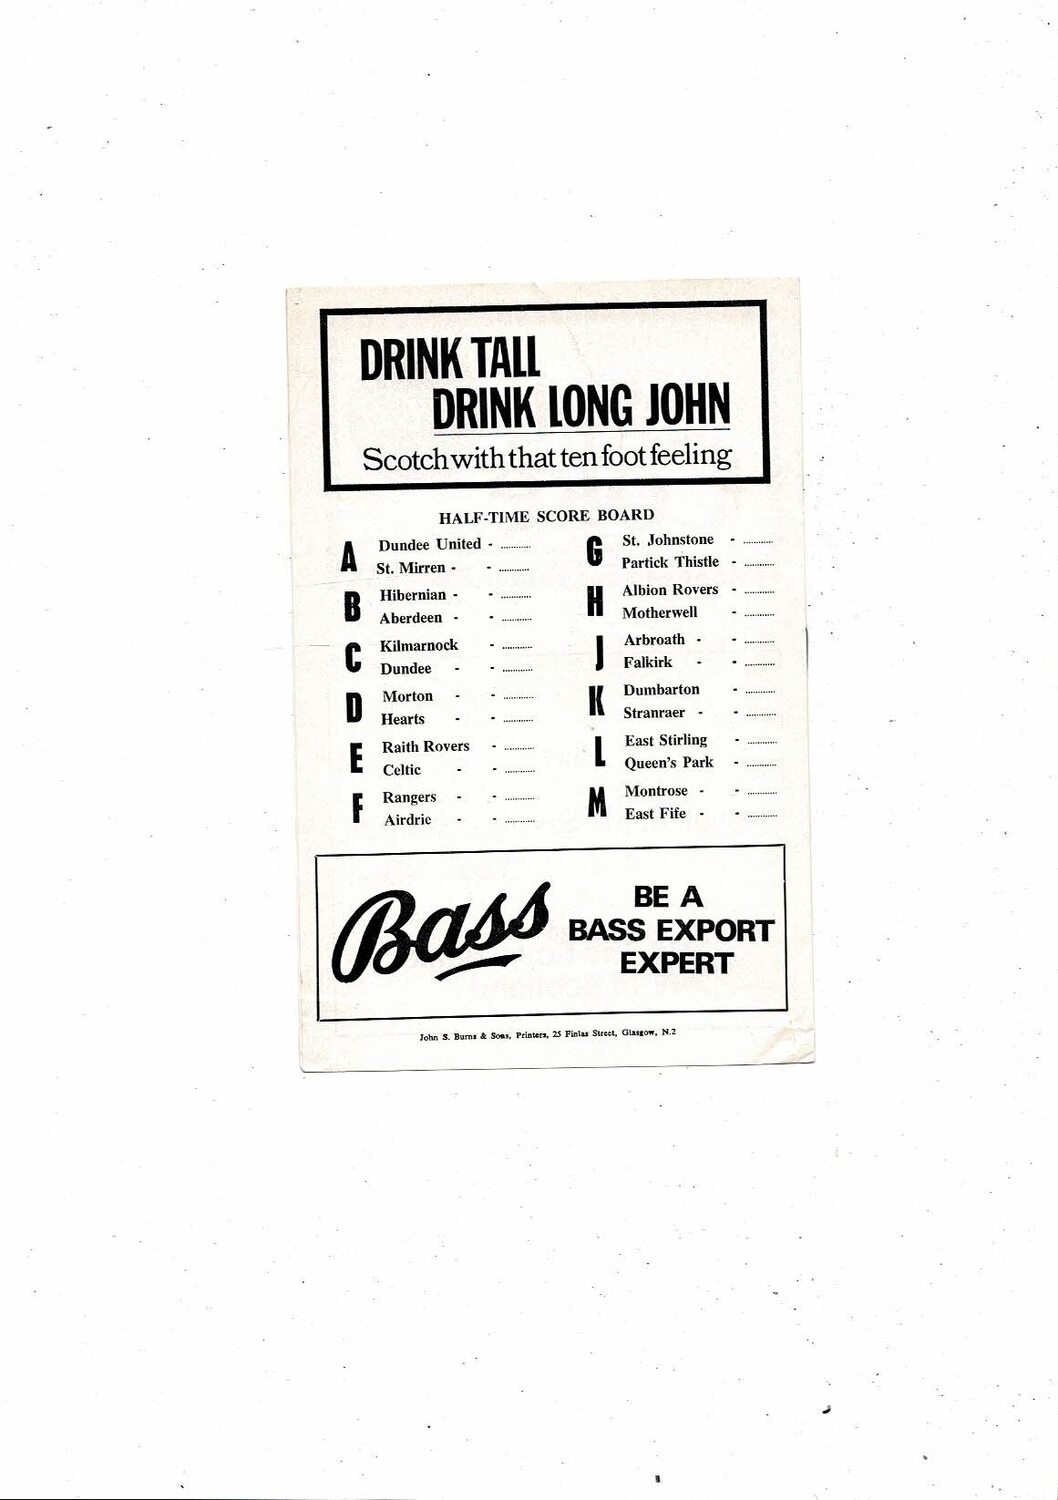 DRINK TALL
DRINK LONG JOHN
Scotch with that ten foot feeling
HALF-TIME SCORE BOARD
A
Dundee United - ............
St. Mirren - - ............
B
Hibernian - - ............
Aberdeen - - ............
C
Kilmarnock - ............
Dundee - - ............
D
Morton - - ............
Hearts - - ............
E
Raith Rovers - ............
Celtic - - ............
F
Rangers - - ............
Airdrie - - ............
G
St. Johnstone - ............
Partick Thistle - ............
H
Albion Rovers - ............
Motherwell - ............
J
Arbroath - - ............
Falkirk - - ............
K
Dumbarton - ............
Stranraer - - ............
L
East Stirling - ............
Queen's Park - ............
M
Montrose - - ............
East Fife - - ............
Bass
BE A
BASS EXPORT
EXPERT
John S. Burns & Sons, Printers, 25 Finlas Street, Glasgow, N.2